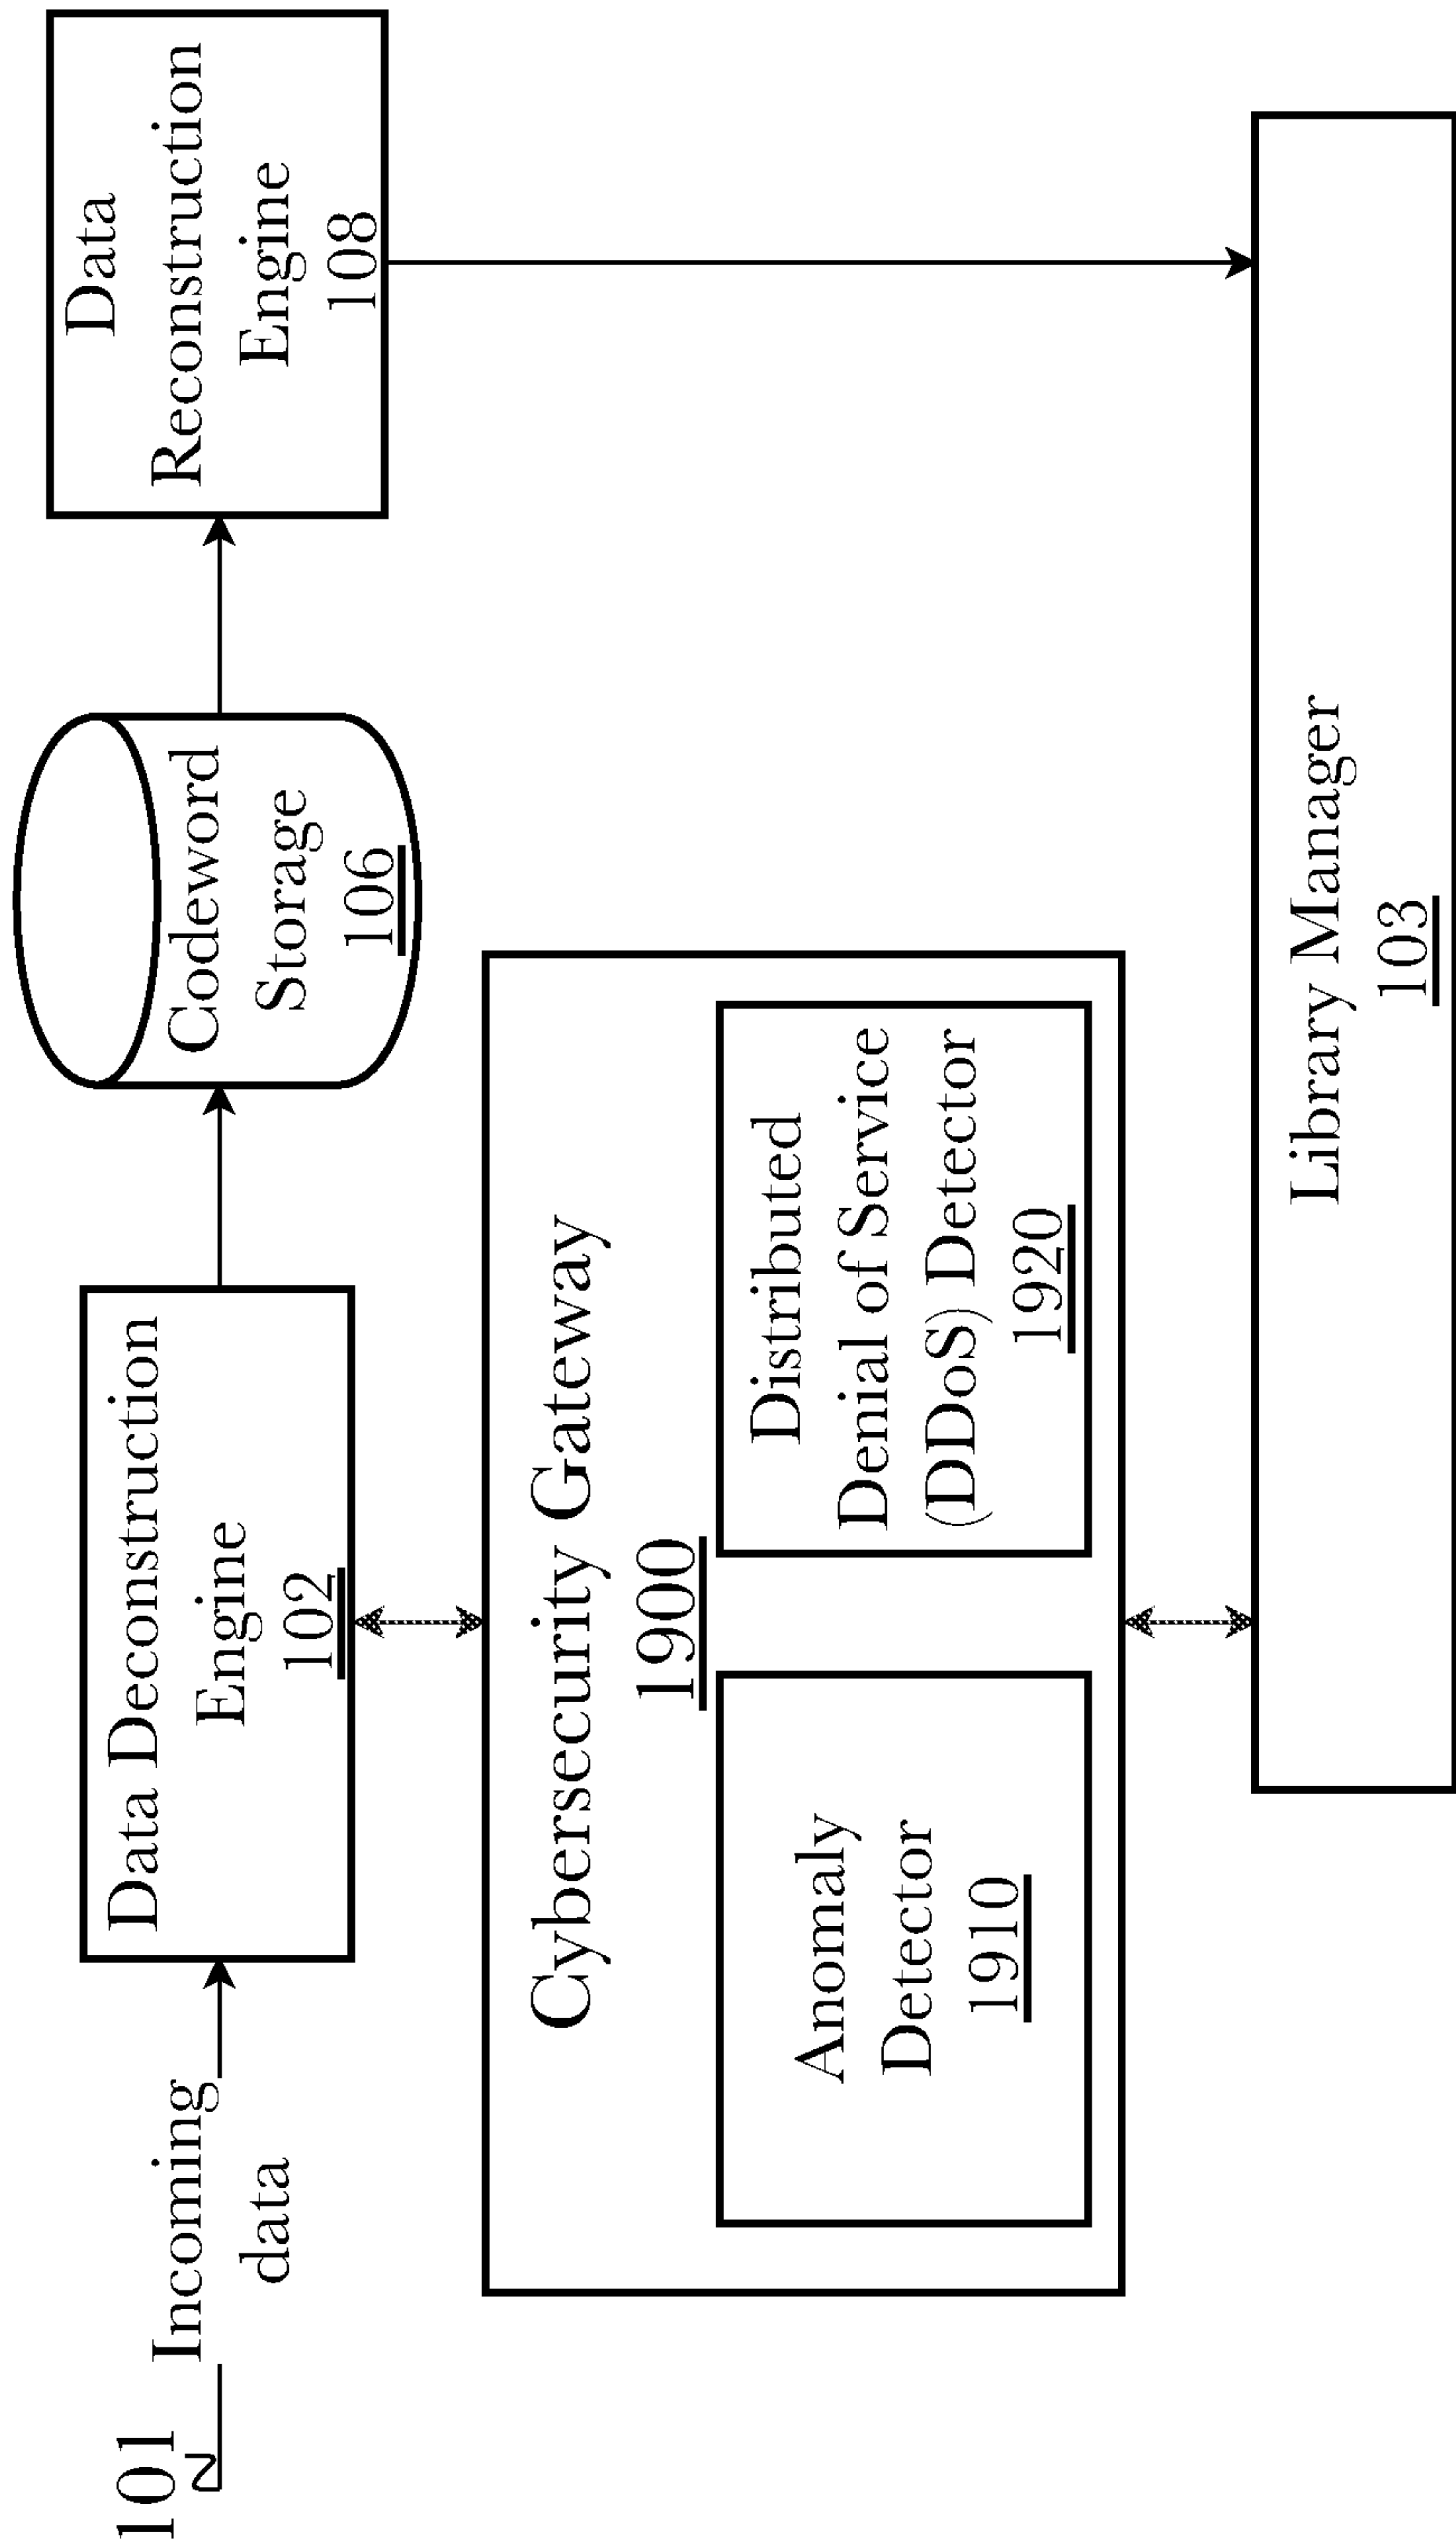 101
Incoming
data
Data Deconstruction
Engine
102
Codeword
Storage
106
Data
Reconstruction
Engine
108
Cybersecurity Gateway
1900
Anomaly
Detector
1910
Distributed
Denial of Service
(DDoS) Detector
1920
Library Manager
103